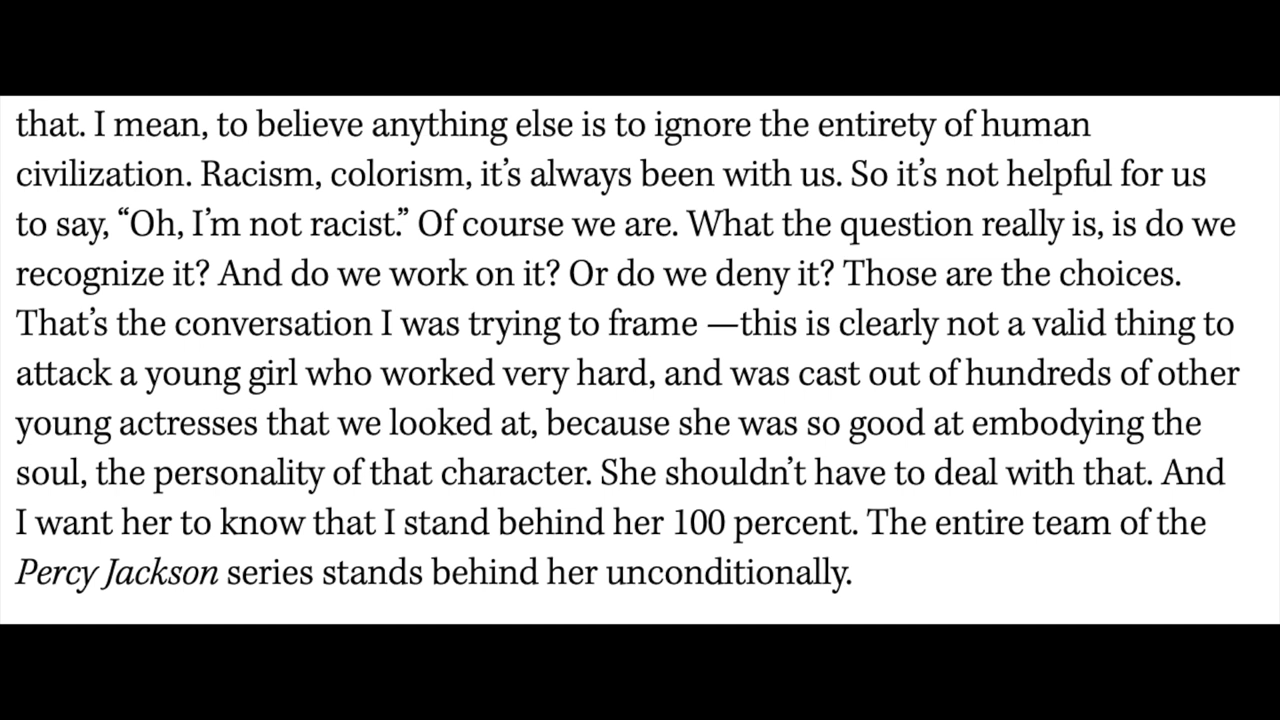 that. I mean, to believe anything else is to ignore the entirety of human
civilization. Racism, colorism, it’s always been with us. So it’s not helpful for us
to say, “Oh, I’m not racist.” Of course we are. What the question really is, is do we
recognize it? And do we work on it? Or do we deny it? Those are the choices.
That’s the conversation I was trying to frame —this is clearly not a valid thing to
attack a young girl who worked very hard, and was cast out of hundreds of other
young actresses that we looked at, because she was so good at embodying the
soul, the personality of that character. She shouldn’t have to deal with that. And
I want her to know that I stand behind her 100 percent. The entire team of the
Percy Jackson series stands behind her unconditionally.